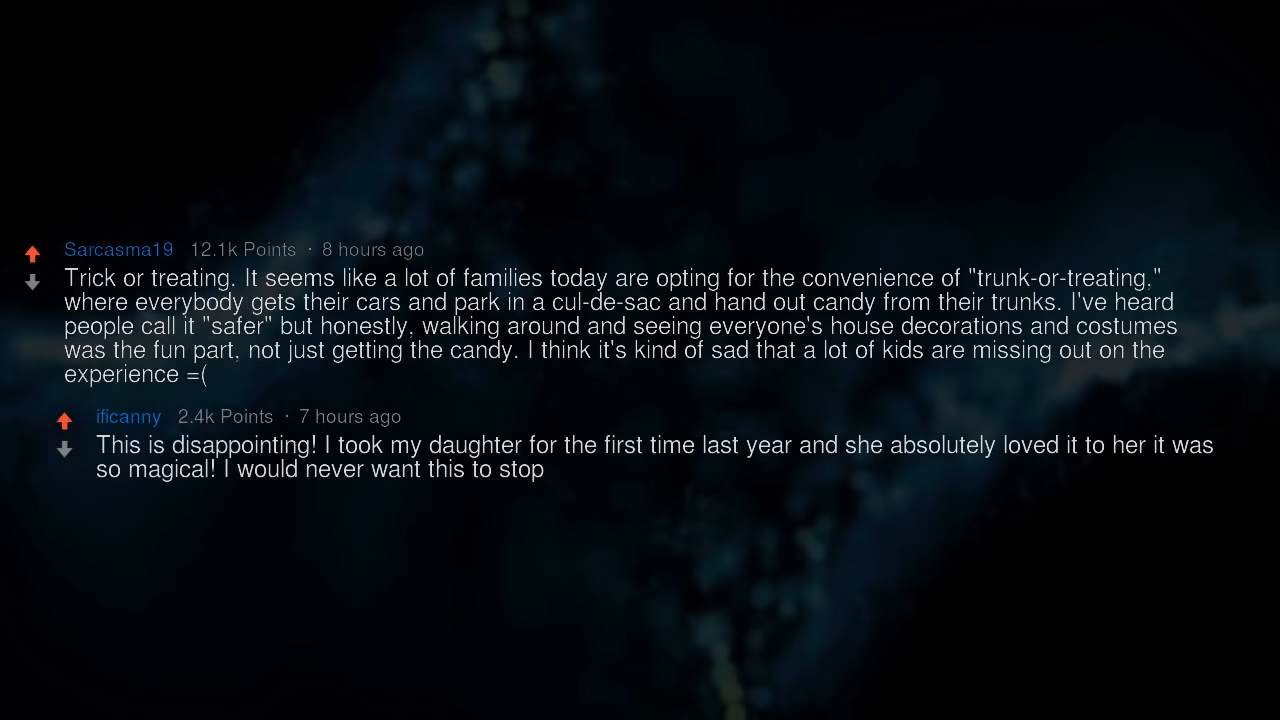 Sarcasma19 12.1k Points · 8 hours ago
Trick or treating. It seems like a lot of families today are opting for the convenience of "trunk-or-treating,"
where everybody gets their cars and park in a cul-de-sac and hand out candy from their trunks. I've heard
people call it "safer" but honestly, walking around and seeing everyone's house decorations and costumes
was the fun part, not just getting the candy. I think it's kind of sad that a lot of kids are missing out on the
experience =(
ificanny 2.4k Points · 7 hours ago
This is disappointing! I took my daughter for the first time last year and she absolutely loved it to her it was
so magical! I would never want this to stop